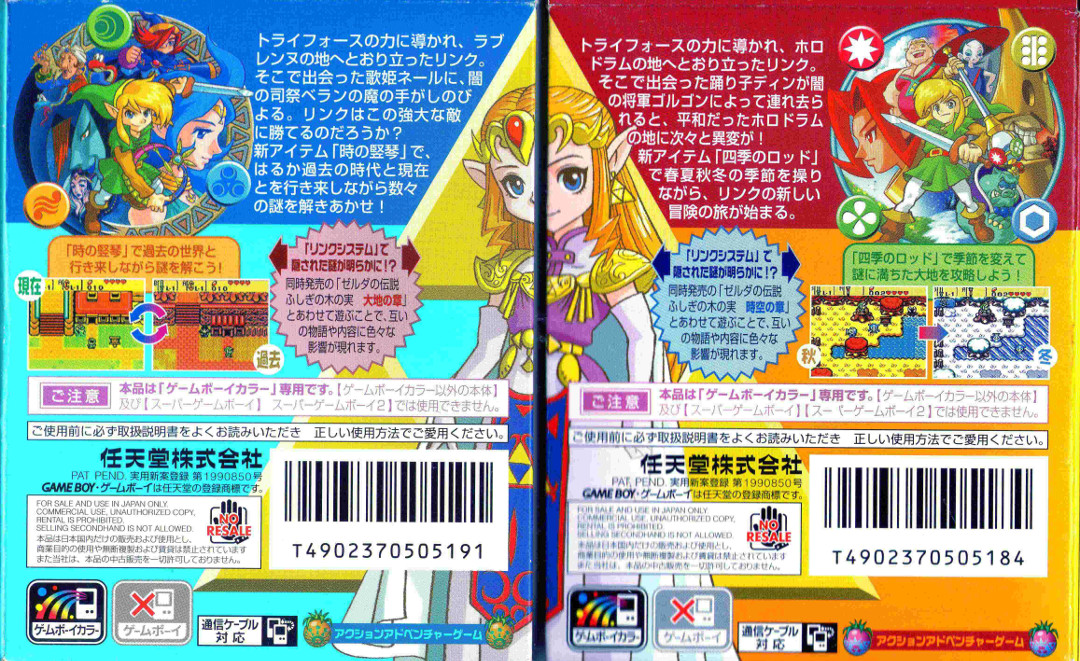 トライフォースの力に導かれ、ラブ
レンヌの地へとおり立ったリンク。
そこで出会った歌姫ネールに、闇
の司祭ベランの魔の手がしのび
よる。リンクはこの強大な敵
に勝てるのだろうか？
新アイテム「時の竪琴」で、
はるか過去の時代と現在
とを行き来しながら数々
の謎を解きあかせ！
「時の竪琴」で過去の世界と
行き来しながら謎を解こう！
現在
過去
「リンクシステム」で
隠された謎が明らかに！？
同時発売の「ゼルダの伝説
ふしぎの木の実 大地の章」
とあわせて遊ぶことで、互い
の物語や内容に色々な
影響が現れます。
ご注意
本品は「ゲームボーイカラー」専用です。【ゲームボーイカラー以外の本体】
及び【スーパーゲームボーイ】 スーパーゲームボーイ2】では使用できません。
ご使用前に必ず取扱説明書をよくお読みいただき 正しい使用方法でご愛用ください。
任天堂株式会社
PAT. PEND. 実用新案登録 第1990850号
GAME BOY・ゲームボーイは任天堂の登録商標です。
FOR SALE AND USE IN JAPAN ONLY.
COMMERCIAL USE, UNAUTHORIZED COPY,
RENTAL IS PROHIBITED.
SELLING SECONDHAND IS NOT ALLOWED.
本品は日本国内だけの販売および使用とし、
商業目的の使用や無断複製および賃貸は禁止されています
また当社は、本品の中古販売を一切許可しておりません。
NO
RESALE
T4902370505191
ゲームボーイカラー
ゲームボーイ
通信ケーブル
対応
アクションアドベンチャーゲーム
トライフォースの力に導かれ、ホロ
ドラムの地へとおり立ったリンク。
そこで出会った踊り子ディンが闇
の将軍ゴルゴンによって連れ去ら
れると、平和だったホロドラム
の地に次々と異変が！
新アイテム「四季のロッド」
で春夏秋冬の季節を操り
ながら、リンクの新しい
冒険の旅が始まる。
「リンクシステム」で
隠された謎が明らかに！？
同時発売の「ゼルダの伝説
ふしぎの木の実 時空の章」
とあわせて遊ぶことで、互い
の物語や内容に色々な
影響が現れます。
「四季のロッド」で季節を変えて
謎に満ちた大地を攻略しよう！
秋
冬
ご注意
本品は「ゲームボーイカラー」専用です。【ゲームボーイカラー以外の本体】
及び【スーパーゲームボーイ】【スーパーゲームボーイ2】では使用できません。
ご使用前に必ず取扱説明書をよくお読みいただき 正しい使用方法でご愛用ください。
任天堂株式会社
PAT. PEND. 実用新案登録 第1990850号
GAME BOY・ゲームボーイは任天堂の登録商標です。
FOR SALE AND USE IN JAPAN ONLY.
COMMERCIAL USE, UNAUTHORIZED COPY,
RENTAL IS PROHIBITED.
SELLING SECONDHAND IS NOT ALLOWED.
本品は日本国内だけの販売および使用とし、
商業目的の使用や無断複製および賃貸は禁止されています
また当社は、本品の中古販売を一切許可しておりません。
NO
RESALE
T4902370505184
ゲームボーイカラー
ゲームボーイ
通信ケーブル
対応
アクションアドベンチャーゲーム